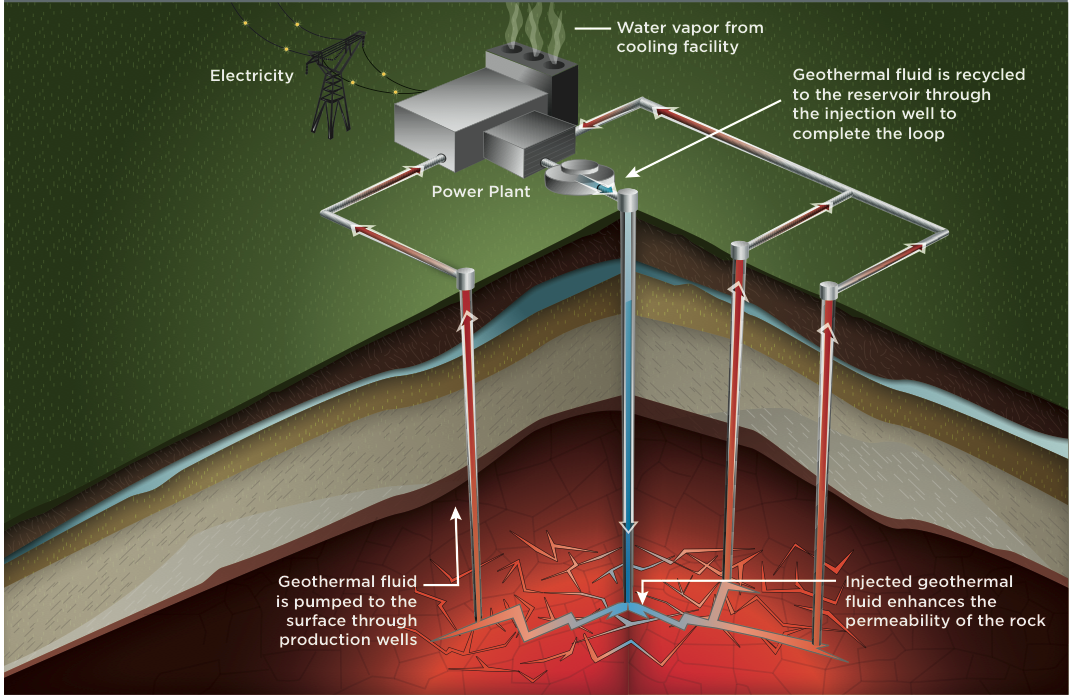 Water vapor from
cooling facility
Electricity
Geothermal fluid is recycled
to the reservoir through
the injection well to
complete the loop
Power Plant
Geothermal fluid
is pumped to the
surface through
production wells
Injected geothermal
fluid enhances the
permeability of the rock